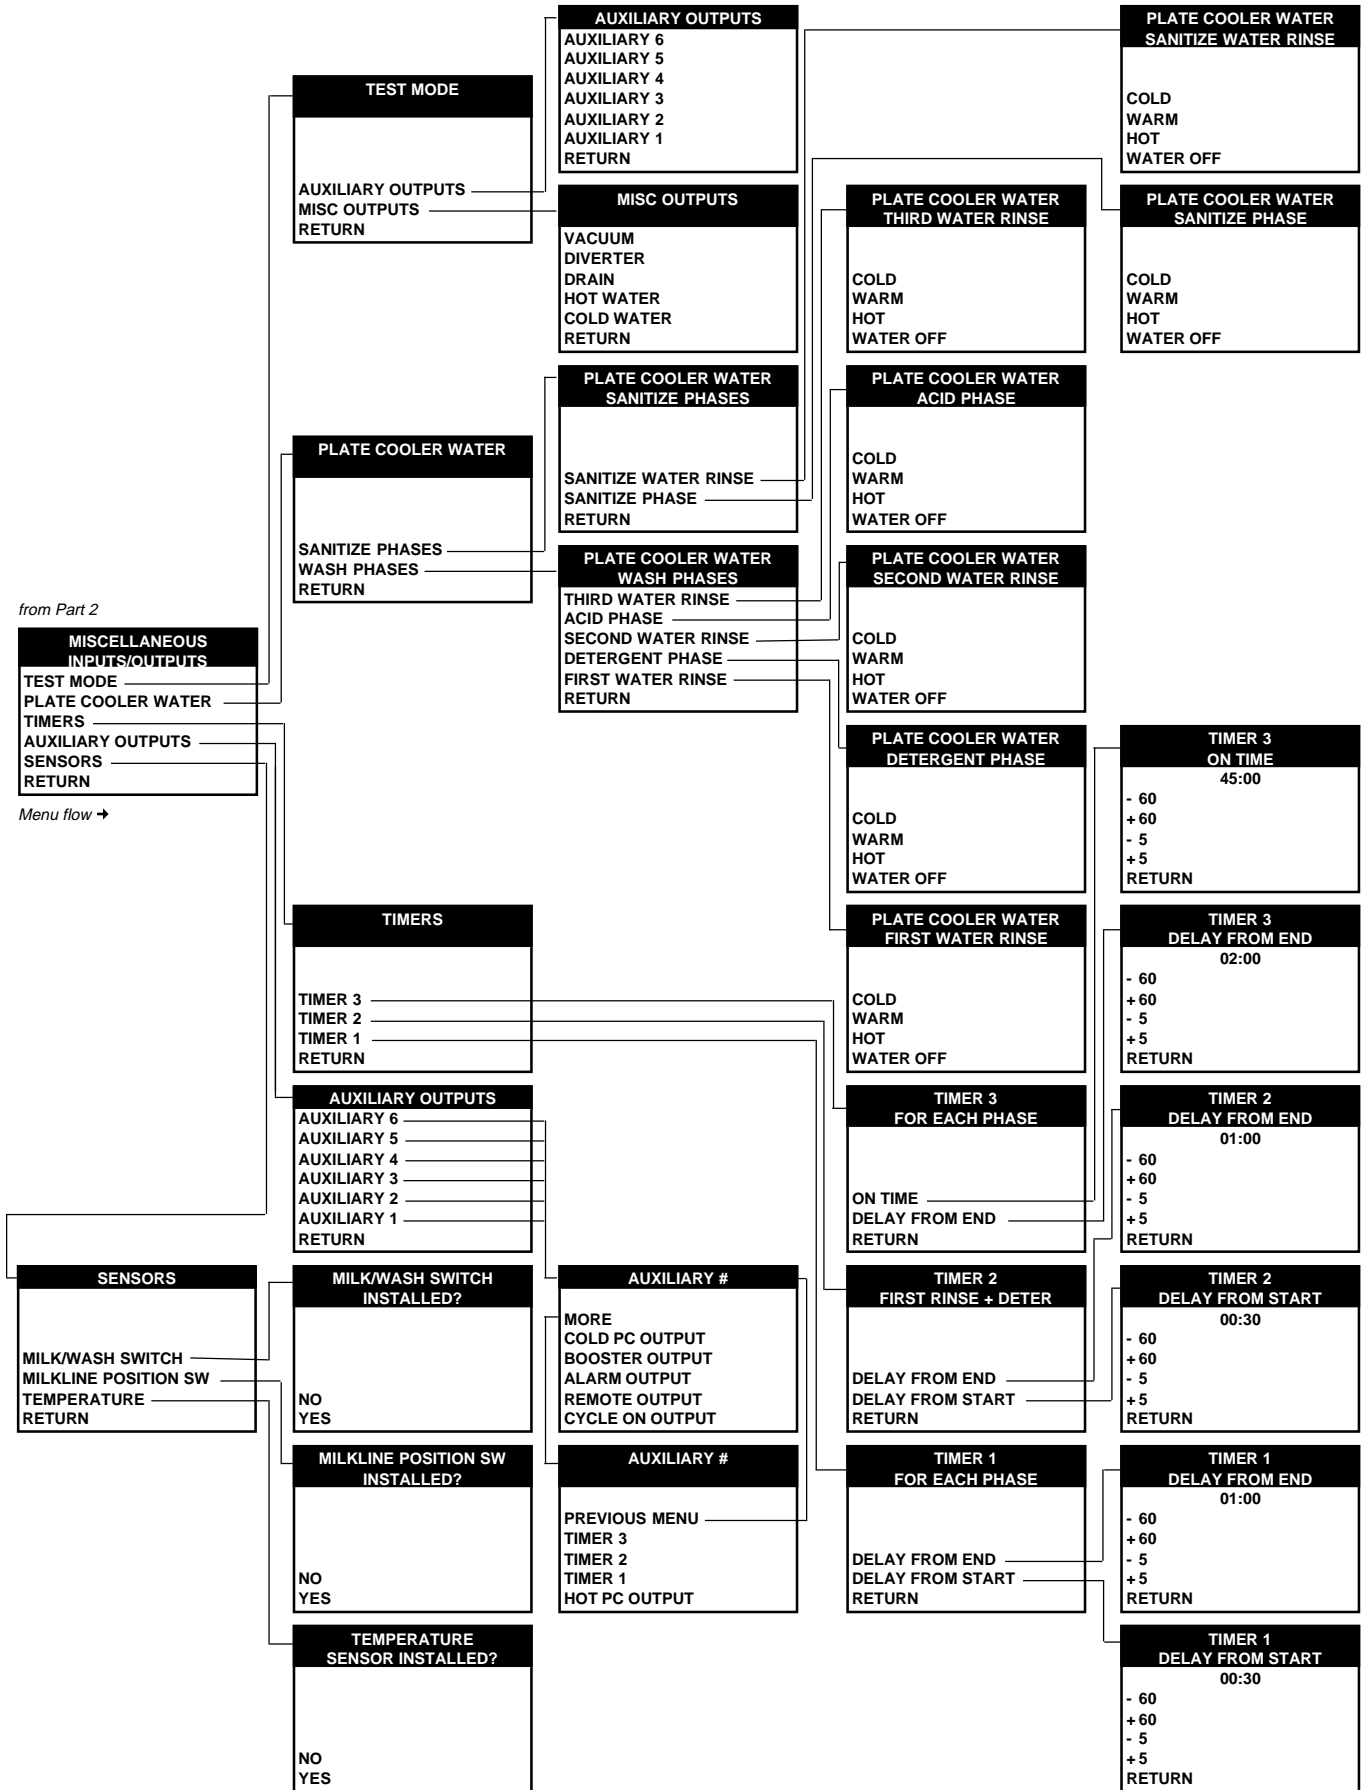 from Part 2
MISCELLANEOUS
INPUTS/OUTPUTS
TEST MODE
PLATE COOLER WATER
TIMERS
AUXILIARY OUTPUTS
SENSORS
RETURN
Menu flow →
SENSORS
MILK/WASH SWITCH
MILKLINE POSITION SW
TEMPERATURE
RETURN
TEST MODE
AUXILIARY OUTPUTS
MISC OUTPUTS
RETURN
PLATE COOLER WATER
SANITIZE PHASES
WASH PHASES
RETURN
TIMERS
TIMER 3
TIMER 2
TIMER 1
RETURN
AUXILIARY OUTPUTS
AUXILIARY 6
AUXILIARY 5
AUXILIARY 4
AUXILIARY 3
AUXILIARY 2
AUXILIARY 1
RETURN
MILK/WASH SWITCH
INSTALLED?
NO
YES
MILKLINE POSITION SW
INSTALLED?
NO
YES
TEMPERATURE
SENSOR INSTALLED?
NO
YES
AUXILIARY OUTPUTS
AUXILIARY 6
AUXILIARY 5
AUXILIARY 4
AUXILIARY 3
AUXILIARY 2
AUXILIARY 1
RETURN
MISC OUTPUTS
VACUUM
DIVERTER
DRAIN
HOT WATER
COLD WATER
RETURN
PLATE COOLER WATER
SANITIZE PHASES
SANITIZE WATER RINSE
SANITIZE PHASE
RETURN
PLATE COOLER WATER
WASH PHASES
THIRD WATER RINSE
ACID PHASE
SECOND WATER RINSE
DETERGENT PHASE
FIRST WATER RINSE
RETURN
AUXILIARY #
MORE
COLD PC OUTPUT
BOOSTER OUTPUT
ALARM OUTPUT
REMOTE OUTPUT
CYCLE ON OUTPUT
AUXILIARY #
PREVIOUS MENU
TIMER 3
TIMER 2
TIMER 1
HOT PC OUTPUT
PLATE COOLER WATER
THIRD WATER RINSE
COLD
WARM
HOT
WATER OFF
PLATE COOLER WATER
ACID PHASE
COLD
WARM
HOT
WATER OFF
PLATE COOLER WATER
SECOND WATER RINSE
COLD
WARM
HOT
WATER OFF
PLATE COOLER WATER
DETERGENT PHASE
COLD
WARM
HOT
WATER OFF
PLATE COOLER WATER
FIRST WATER RINSE
COLD
WARM
HOT
WATER OFF
TIMER 3
FOR EACH PHASE
ON TIME
DELAY FROM END
RETURN
TIMER 2
FIRST RINSE + DETER
DELAY FROM END
DELAY FROM START
RETURN
TIMER 1
FOR EACH PHASE
DELAY FROM END
DELAY FROM START
RETURN
PLATE COOLER WATER
SANITIZE WATER RINSE
COLD
WARM
HOT
WATER OFF
PLATE COOLER WATER
SANITIZE PHASE
COLD
WARM
HOT
WATER OFF
TIMER 3
ON TIME
45:00
- 60
+ 60
- 5
+ 5
RETURN
TIMER 3
DELAY FROM END
02:00
- 60
+ 60
- 5
+ 5
RETURN
TIMER 2
DELAY FROM END
01:00
- 60
+ 60
- 5
+ 5
RETURN
TIMER 2
DELAY FROM START
00:30
- 60
+ 60
- 5
+ 5
RETURN
TIMER 1
DELAY FROM END
01:00
- 60
+ 60
- 5
+ 5
RETURN
TIMER 1
DELAY FROM START
00:30
- 60
+ 60
- 5
+ 5
RETURN